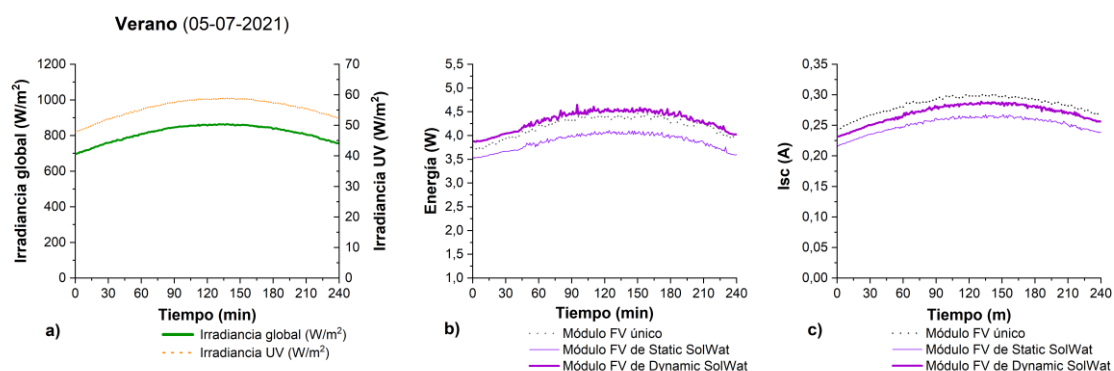 Verano (05-07-2021)
Irradiancia global (W/m²)
1200
1000
800
600
400
200
0
70
60
50
40
30
20
10
0
Irradiancia UV (W/m²)
0 30 60 90 120 150 180 210 240
Tiempo (min)
a)
Irradiancia global (W/m²)
Irradiancia UV (W/m²)
Energía (W)
5,5
5,0
4,5
4,0
3,5
3,0
2,5
2,0
1,5
1,0
0 30 60 90 120 150 180 210 240
Tiempo (min)
b)
Módulo FV único
Módulo FV de Static SolWat
Módulo FV de Dynamic SolWat
Isc (A)
0,35
0,30
0,25
0,20
0,15
0,10
0,05
0,00
0 30 60 90 120 150 180 210 240
Tiempo (m)
c)
Módulo FV único
Módulo FV de Static SolWat
Módulo FV de Dynamic SolWat